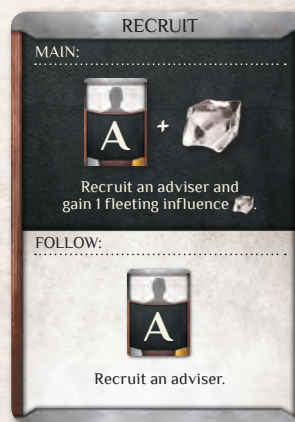 RECRUIT
MAIN:
A + 
Recruit an adviser and
gain 1 fleeting influence .
FOLLOW:
A
Recruit an adviser.